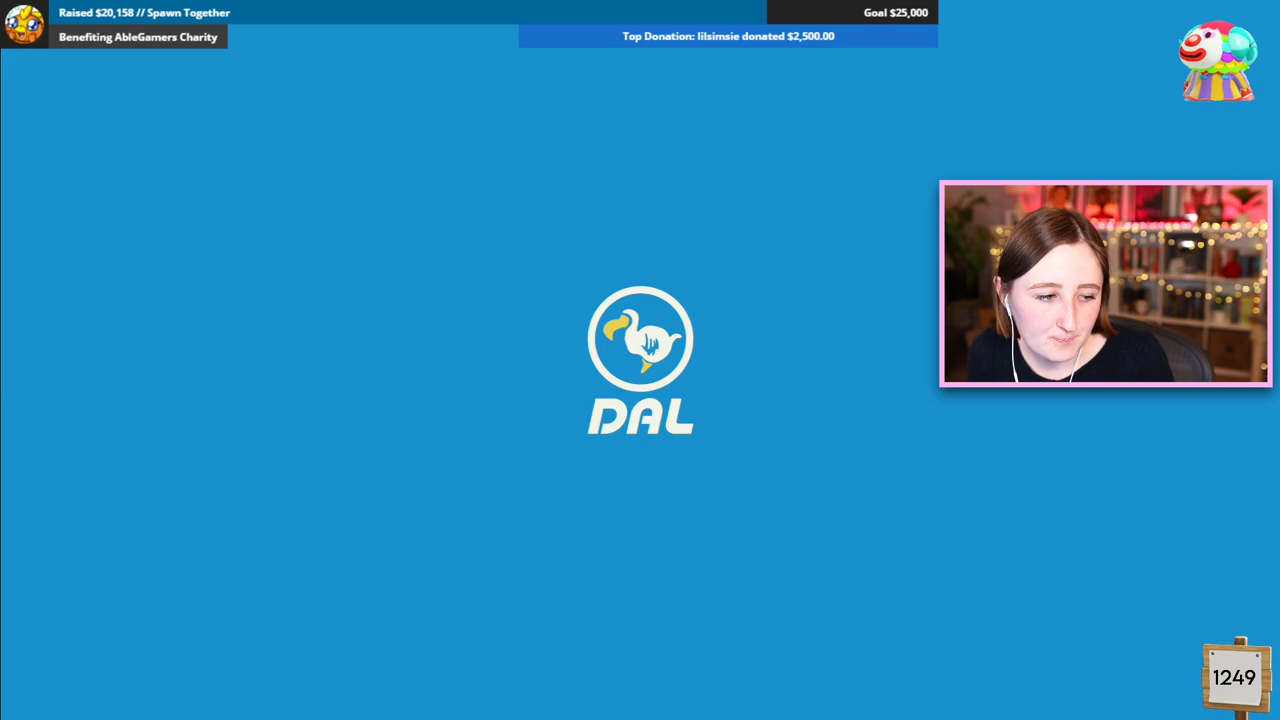 Raised $20,158 // Spawn Together
Goal $25,000
Benefiting AbleGamers Charity
Top Donation: lilsimsie donated $2,500.00
DAL
1249